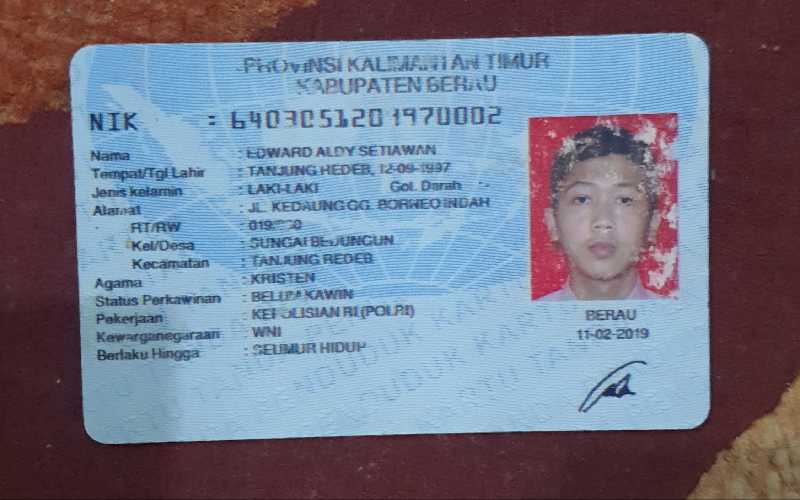 PROVINSI KALIMANTAN TIMUR
KABUPATEN BERAU
NIK : 6403051209970002
Nama : EDWARD ALDY SETIAWAN
Tempat/Tgl Lahir : TANJUNG REDEB, 12-09-1997
Jenis kelamin : LAKI-LAKI Gol. Darah : -
Alamat : JL. KEDAUNG GG. BORNEO INDAH
RT/RW
Kel/Desa : SUNGAI BEDUNGUN
Kecamatan : TANJUNG REDEB
Agama : KRISTEN
Status Perkawinan : BELUM KAWIN
Pekerjaan : KEPOLISIAN RI (POLRI)
Kewarganegaraan : WNI
Berlaku Hingga : SEUMUR HIDUP
BERAU
11-02-2019